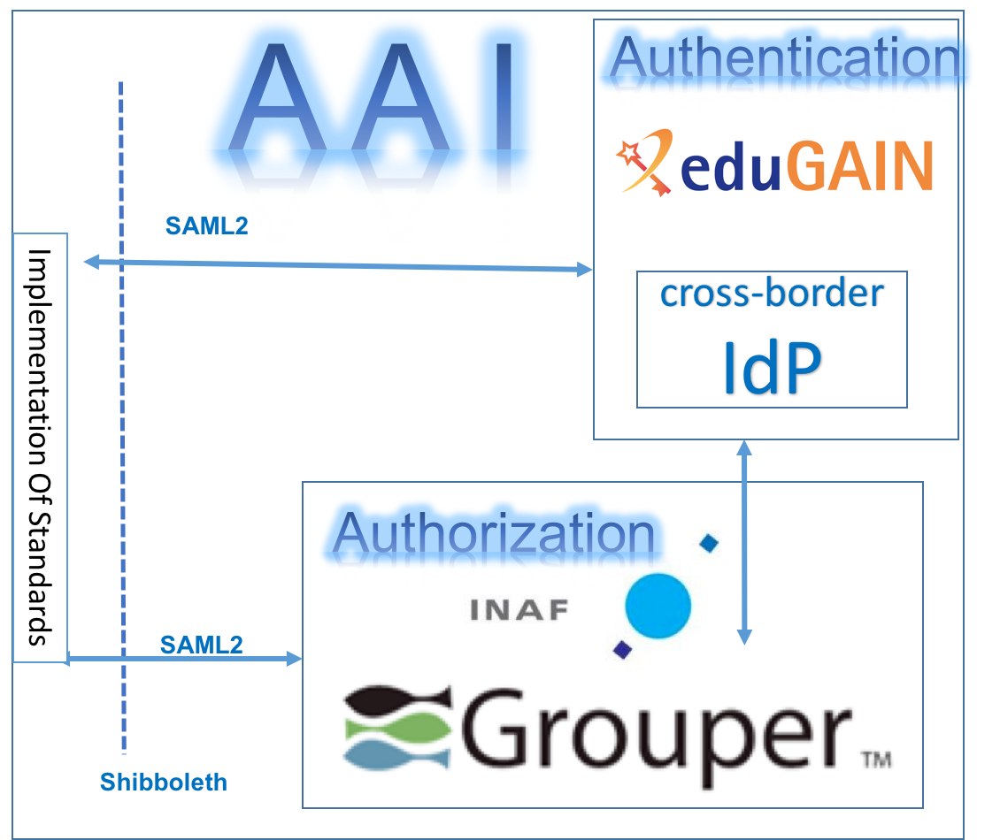 AAI
Authentication
eduGAIN
SAML2
cross-border
IdP
Implementation Of Standards
Authorization
INAF
SAML2
Grouper TM
Shibboleth